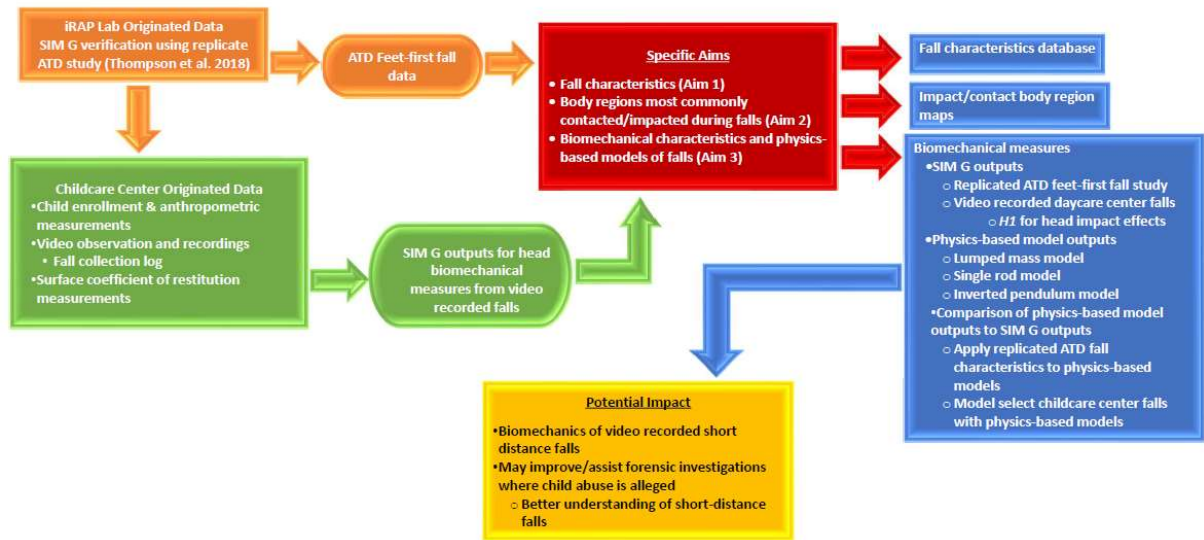 iRAP Lab Originated Data
SIM G verification using replicate
ATD study (Thompson et al. 2018)
ATD Feet-first fall
data
Specific Aims
• Fall characteristics (Aim 1)
• Body regions most commonly
contacted/impacted during falls (Aim 2)
• Biomechanical characteristics and physics-
based models of falls (Aim 3)
Fall characteristics database
Impact/contact body region
maps
Childcare Center Originated Data
•Child enrollment & anthropometric
measurements
•Video observation and recordings
• Fall collection log
•Surface coefficient of restitution
measurements
SIM G outputs for head
biomechanical
measures from video
recorded falls
Biomechanical measures
•SIM G outputs
o Replicated ATD feet-first fall study
o Video recorded daycare center falls
o H1 for head impact effects
•Physics-based model outputs
o Lumped mass model
o Single rod model
o Inverted pendulum model
•Comparison of physics-based model
outputs to SIM G outputs
o Apply replicated ATD fall
characteristics to physics-based
models
o Model select childcare center falls
with physics-based models
Potential Impact
•Biomechanics of video recorded short
distance falls
•May improve/assist forensic investigations
where child abuse is alleged
o Better understanding of short-distance
falls